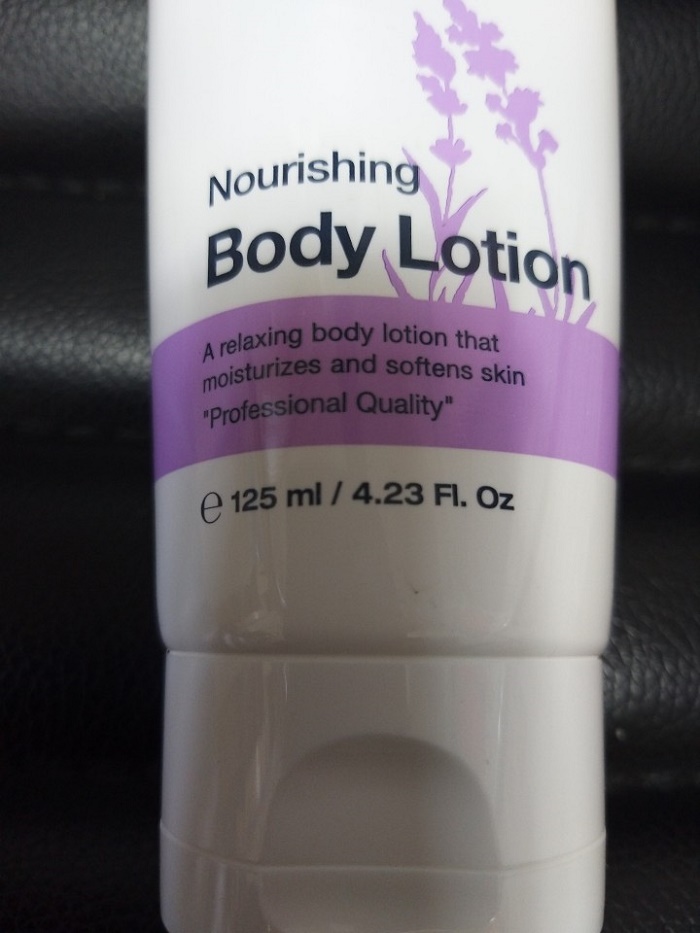 Nourishing
Body Lotion
A relaxing body lotion that
moisturizes and softens skin
"Professional Quality"
℮ 125 ml / 4.23 Fl. Oz